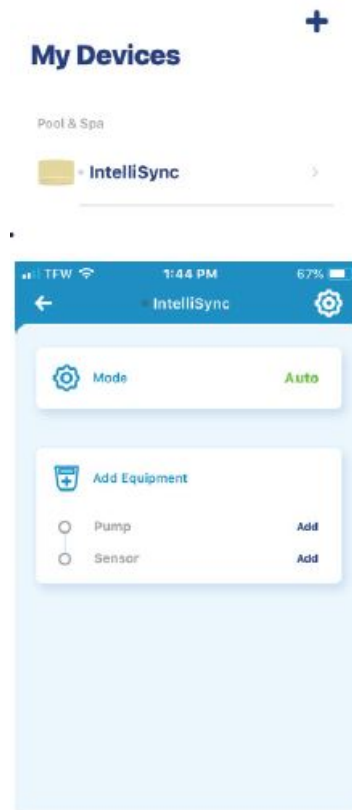 My Devices
Pool & Spa
IntelliSync
TFW 1:44 PM 67%
IntelliSync
Mode Auto
Add Equipment
Pump Add
Sensor Add